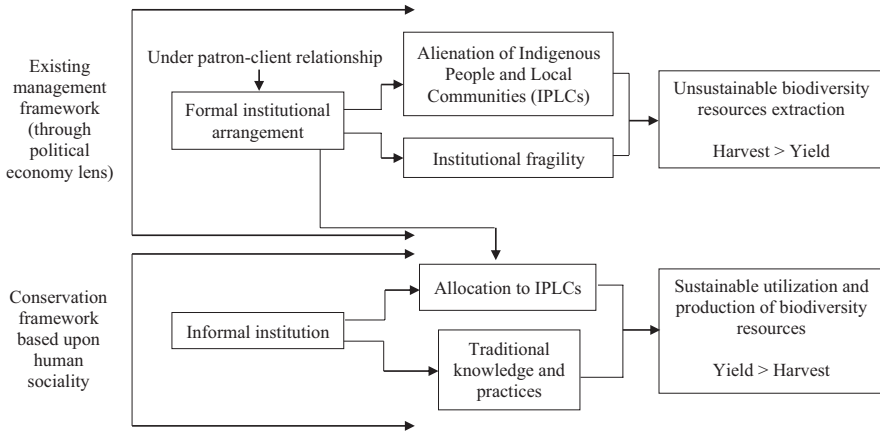 Existing
management
framework
(through
political
economy lens)
Under patron-client relationship
Formal institutional
arrangement
Alienation of Indigenous
People and Local
Communities (IPLCs)
Institutional fragility
Unsustainable biodiversity
resources extraction
Harvest > Yield
Conservation
framework
based upon
human
sociality
Informal institution
Allocation to IPLCs
Traditional
knowledge and
practices
Sustainable utilization and
production of biodiversity
resources
Yield > Harvest